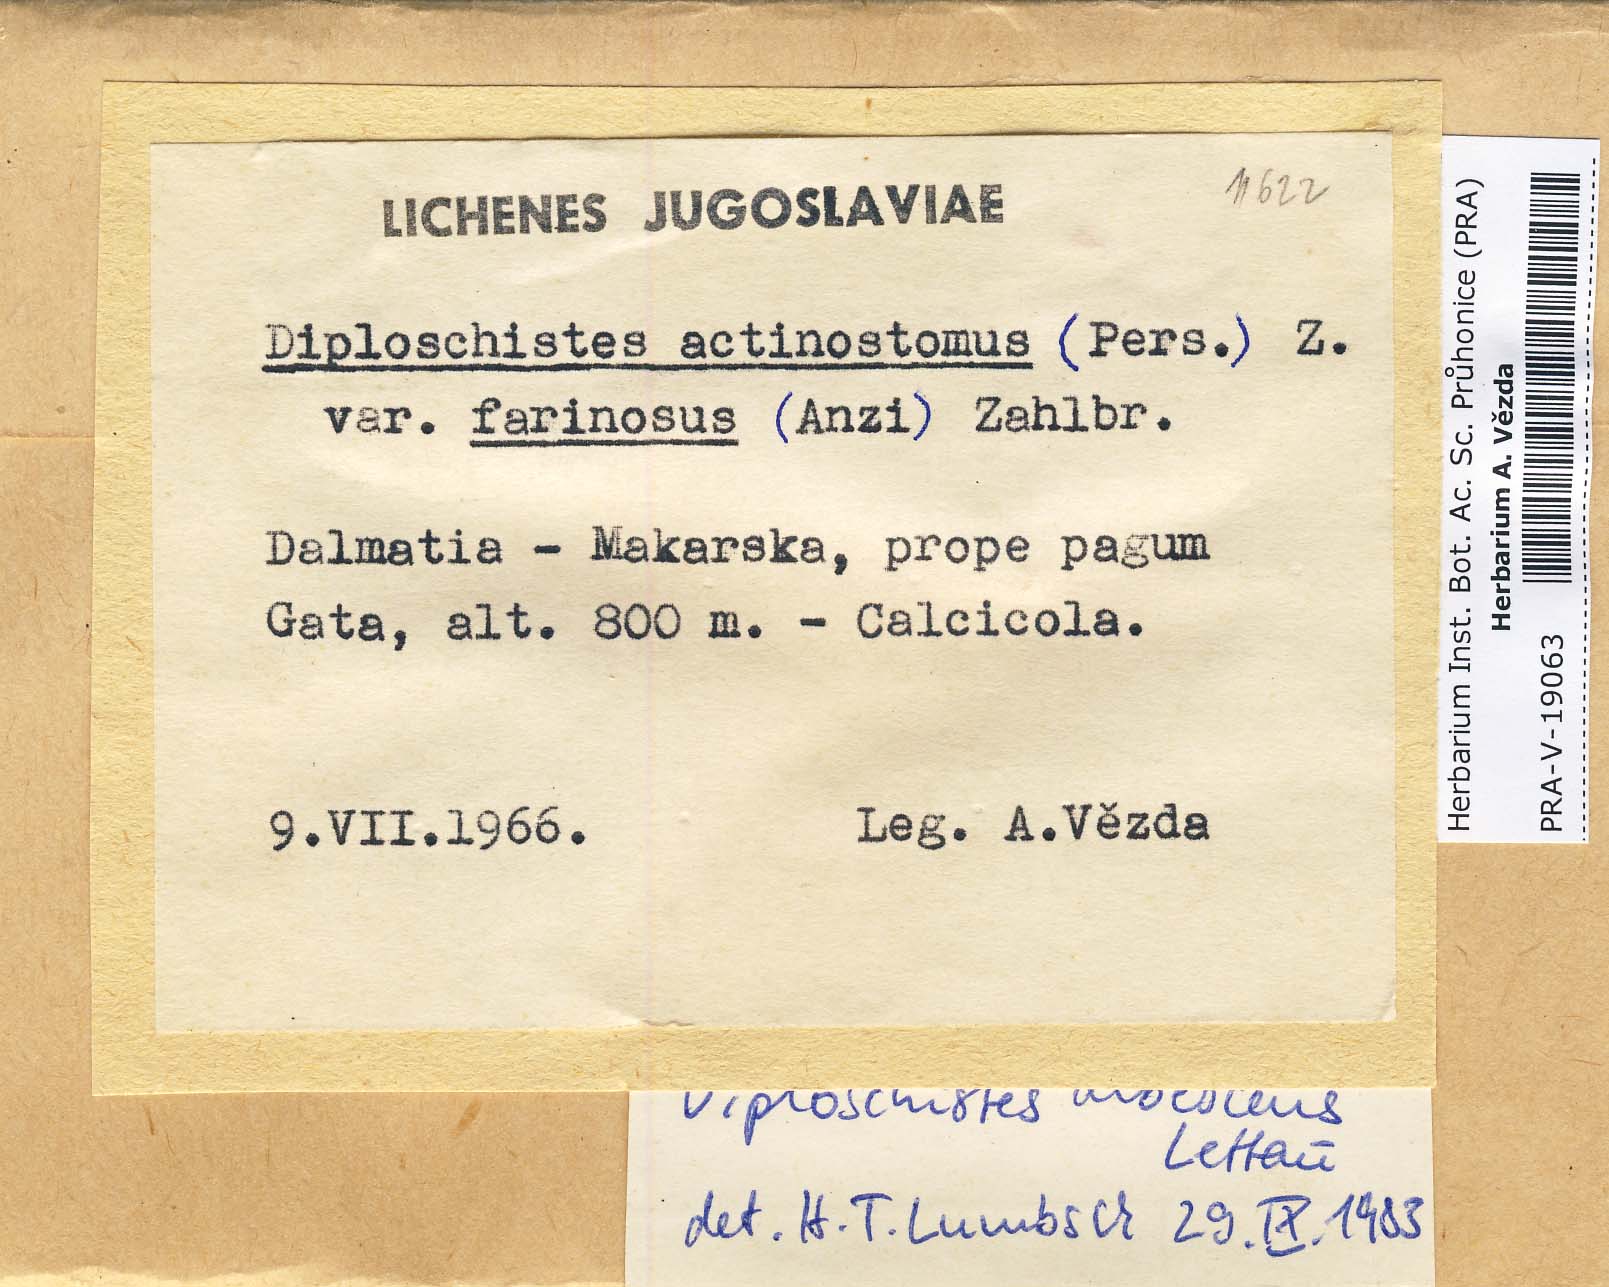 LICHENES JUGOSLAVIAE
11622
Diploschistes actinostomus (Pers.) Z.
var. farinosus (Anzi) Zahlbr.
Dalmatia - Makarska, prope pagum
Gata, alt. 800 m. - Calcicola.
9.VII.1966.
Leg. A.Vězda
Herbarium Inst. Bot. Ac. Sc. Průhonice (PRA)
Herbarium A. Vězda
PRA-V-19063
Diploschistes
Lettau
det. H.T. Lumbsch 29.IX.1983